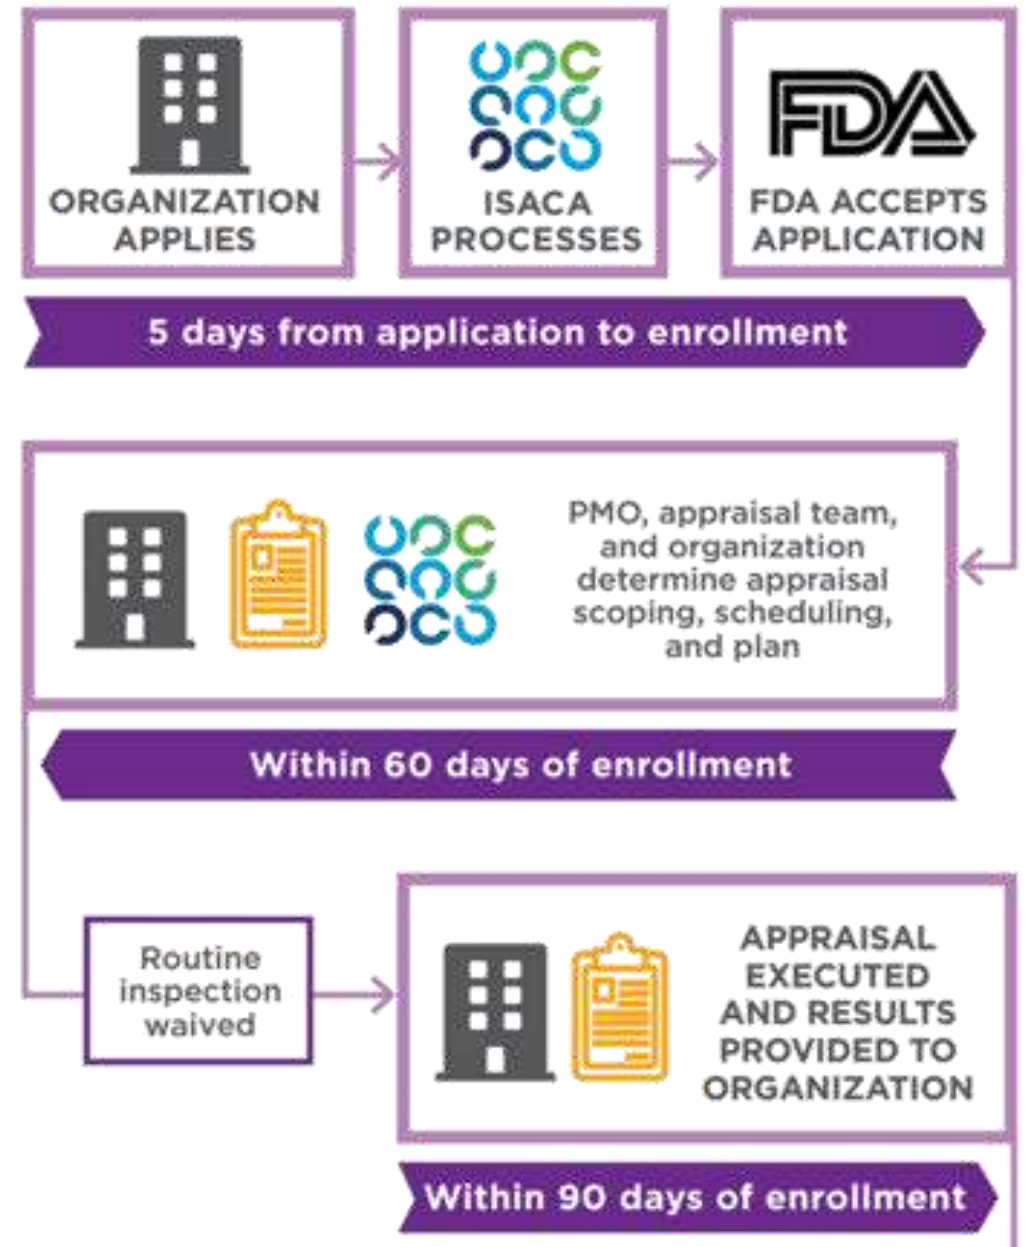 ORGANIZATION
APPLIES
ISACA
PROCESSES
FDA
FDA ACCEPTS
APPLICATION
5 days from application to enrollment
PMO, appraisal team,
and organization
determine appraisal
scoping, scheduling,
and plan
Within 60 days of enrollment
Routine
inspection
waived
APPRAISAL
EXECUTED
AND RESULTS
PROVIDED TO
ORGANIZATION
Within 90 days of enrollment